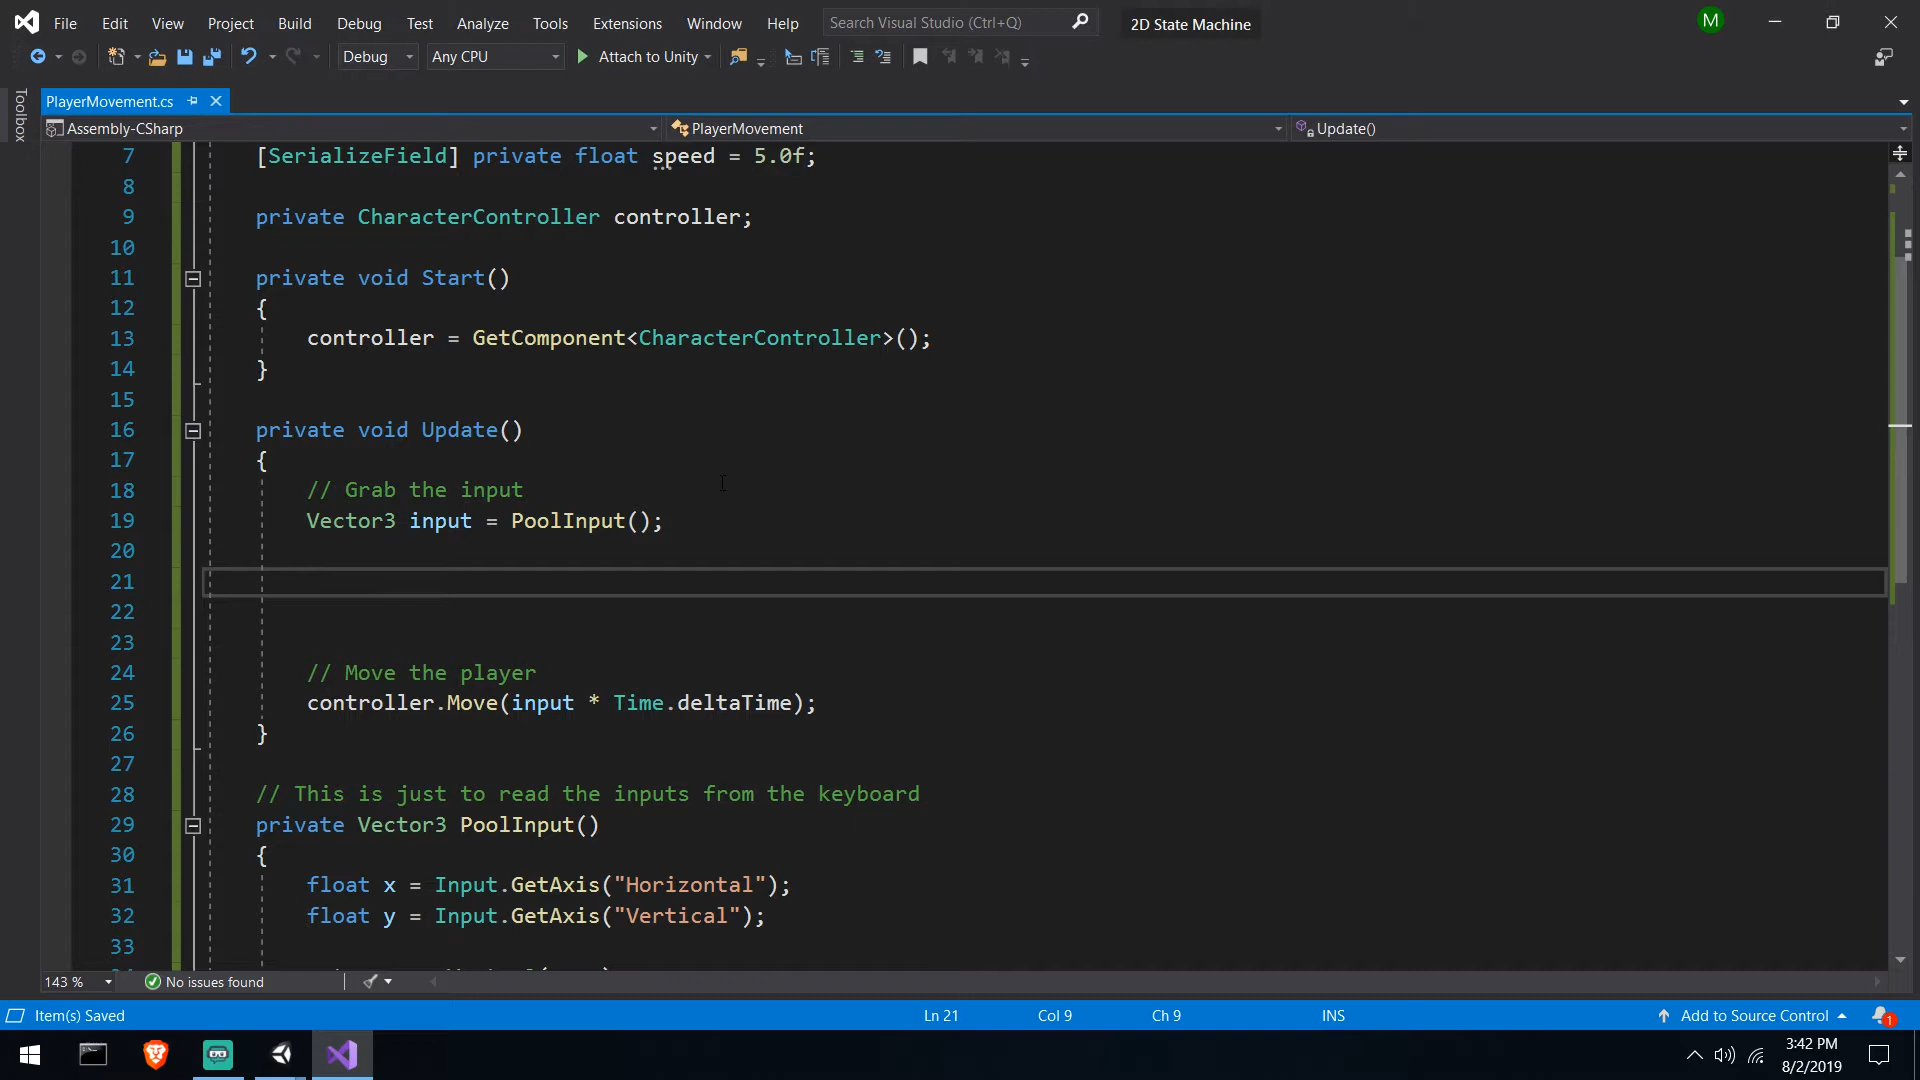 File Edit View Project Build Debug Test Analyze Tools Extensions Window Help Search Visual Studio (Ctrl+Q) 2D State Machine M
Debug Any CPU Attach to Unity
Toolbox
PlayerMovement.cs
Assembly-CSharp PlayerMovement Update()
7 [SerializeField] private float speed = 5.0f;
8
9 private CharacterController controller;
10
11 private void Start()
12 {
13 controller = GetComponent<CharacterController>();
14 }
15
16 private void Update()
17 {
18 // Grab the input
19 Vector3 input = PoolInput();
20
21
22
23
24 // Move the player
25 controller.Move(input * Time.deltaTime);
26 }
27
28 // This is just to read the inputs from the keyboard
29 private Vector3 PoolInput()
30 {
31 float x = Input.GetAxis("Horizontal");
32 float y = Input.GetAxis("Vertical");
33
143 % No issues found
Item(s) Saved Ln 21 Col 9 Ch 9 INS Add to Source Control 1
3:42 PM
8/2/2019